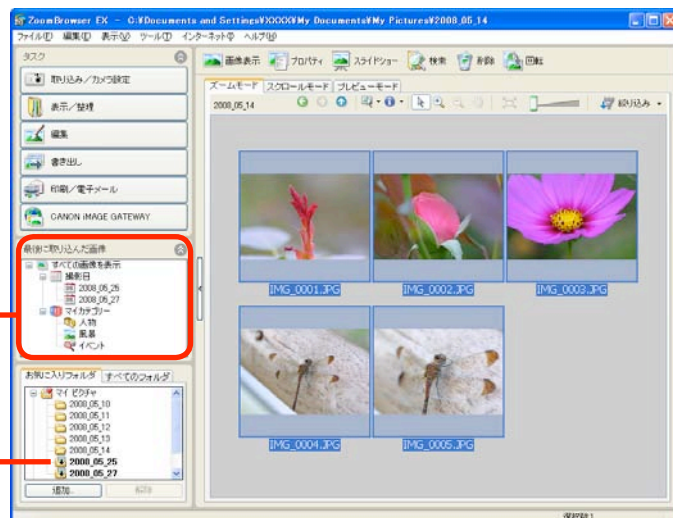 ZoomBrowser EX - C:¥Documents and Settings¥XXXX¥My Documents¥My Pictures¥2008_05_14
ファイル(F) 編集(E) 表示(V) ツール(T) インターネット(I) ヘルプ(H)
タスク
取り込み/カメラ設定
表示/整理
編集
書き出し
印刷/電子メール
CANON iMAGE GATEWAY
最後に取り込んだ画像
すべての画像を表示
撮影日
2008_05_25
2008_05_27
マイカテゴリー
人物
風景
イベント
お気に入りフォルダ すべてのフォルダ
マイ ピクチャ
2008_05_10
2008_05_11
2008_05_12
2008_05_13
2008_05_14
2008_05_25
2008_05_27
追加... 解除
画像表示 プロパティ スライドショー 検索 削除 回転
ズームモード スクロールモード プレビューモード
2008_05_14
絞り込み
IMG_0001.JPG IMG_0002.JPG IMG_0003.JPG
IMG_0004.JPG IMG_0005.JPG